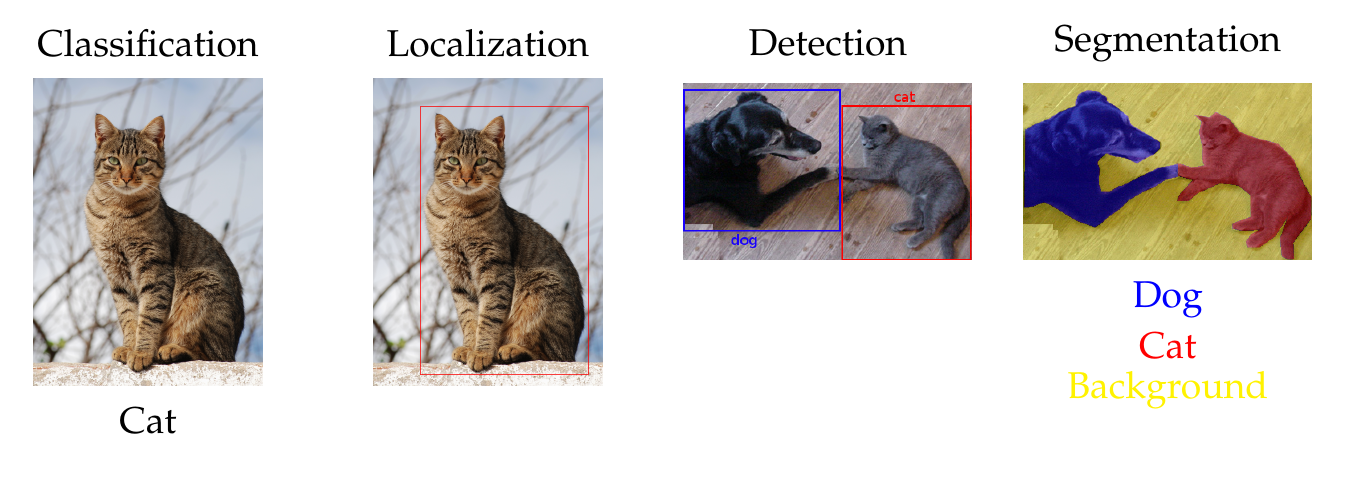 Classification
Cat
Localization
Detection
cat
dog
Segmentation
Dog
Cat
Background